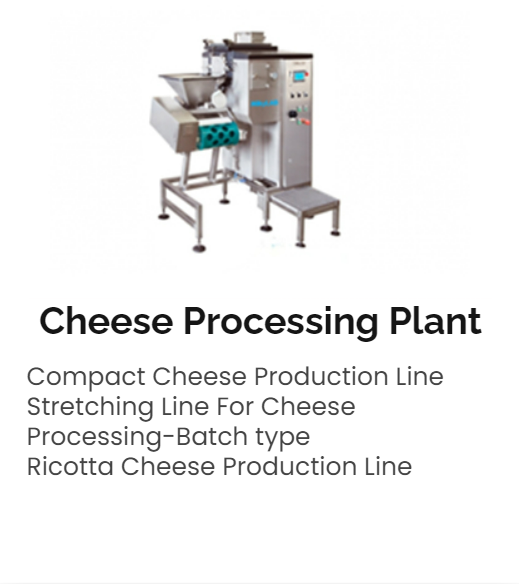 Cheese Processing Plant
Compact Cheese Production Line
Stretching Line For Cheese
Processing-Batch type
Ricotta Cheese Production Line